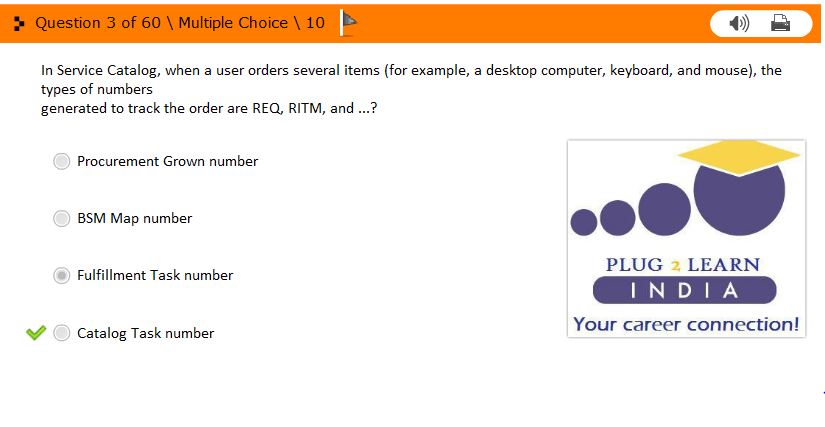 Question 3 of 60 \ Multiple Choice \ 10
In Service Catalog, when a user orders several items (for example, a desktop computer, keyboard, and mouse), the
types of numbers
generated to track the order are REQ, RITM, and ...?
Procurement Grown number
BSM Map number
Fulfillment Task number
Catalog Task number
PLUG 2 LEARN
INDIA
Your career connection!